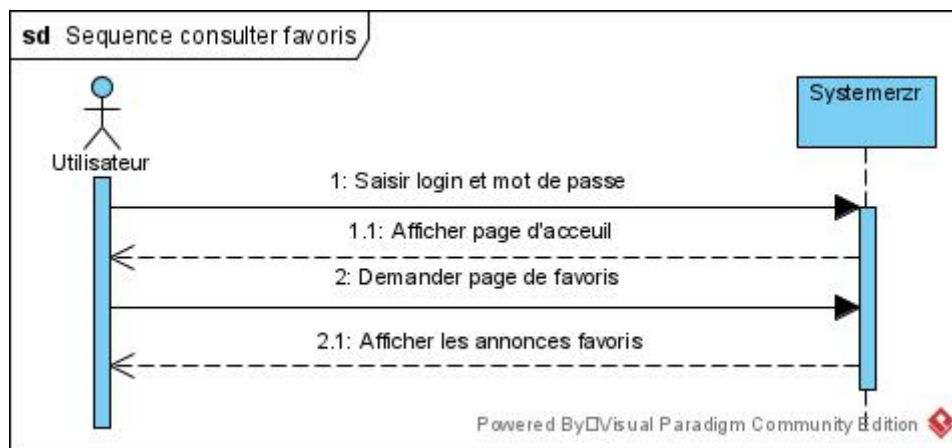 sd Sequence consulter favoris
Systemerzr
Utilisateur
1: Saisir login et mot de passe
1.1: Afficher page d'acceuil
2: Demander page de favoris
2.1: Afficher les annonces favoris
Powered By□Visual Paradigm Community Edition